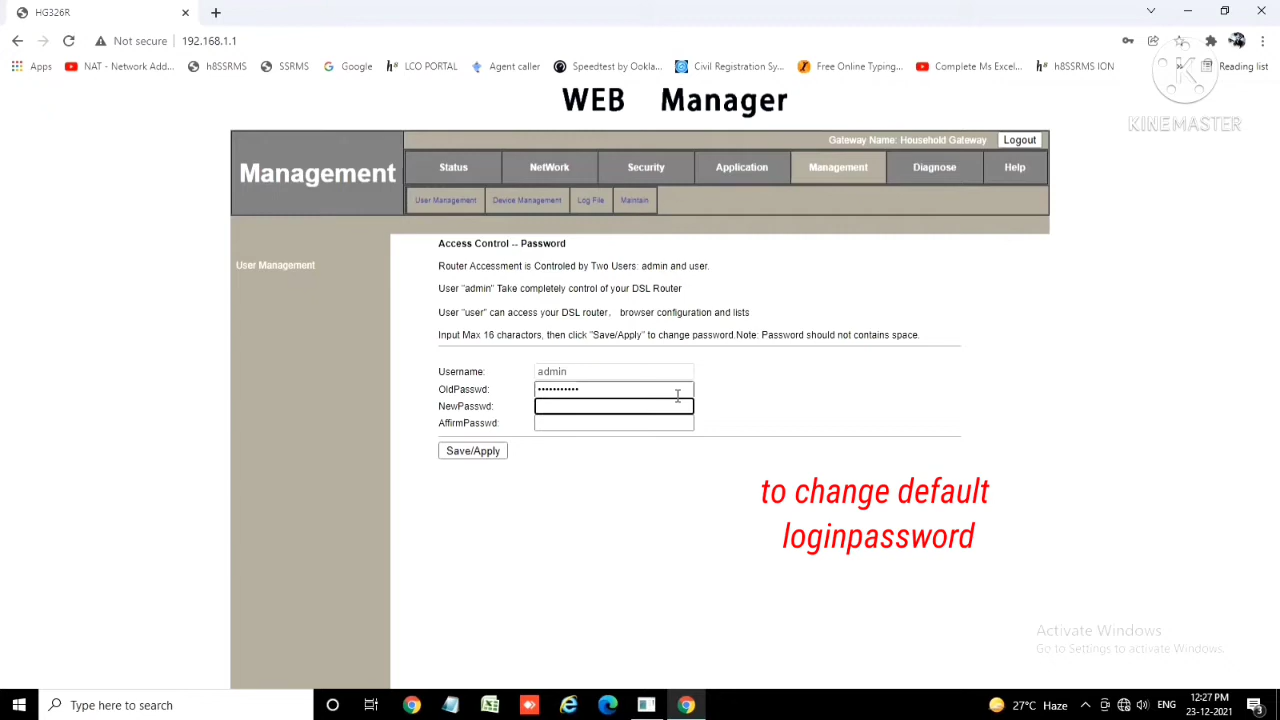 HG326R
Not secure 192.168.1.1
Apps NAT - Network Add... h8SSRMS SSRMS Google LCO PORTAL Agent caller Speedtest by Ookla... Civil Registration Sy... Free Online Typing... Complete Ms Excel... h8SSRMS ION » Reading list
KINEMASTER
WEB Manager
Gateway Name: Household Gateway Logout
Management
Status NetWork Security Application Management Diagnose Help
User Management Device Management Log File Maintain
Access Control -- Password
User Management
Router Accessment is Controled by Two Users: admin and user.
User "admin" Take completely control of your DSL Router
User "user" can access your DSL router, browser configuration and lists
Input Max 16 charactors, then click "Save/Apply" to change password.Note: Password should not contains space.
Username: admin
OldPasswd: •••••••••••
NewPasswd:
AffirmPasswd:
Save/Apply
to change default
loginpassword
Activate Windows
Go to Settings to activate Windows.
Type here to search
27°C Haze ENG 12:27 PM
23-12-2021
3